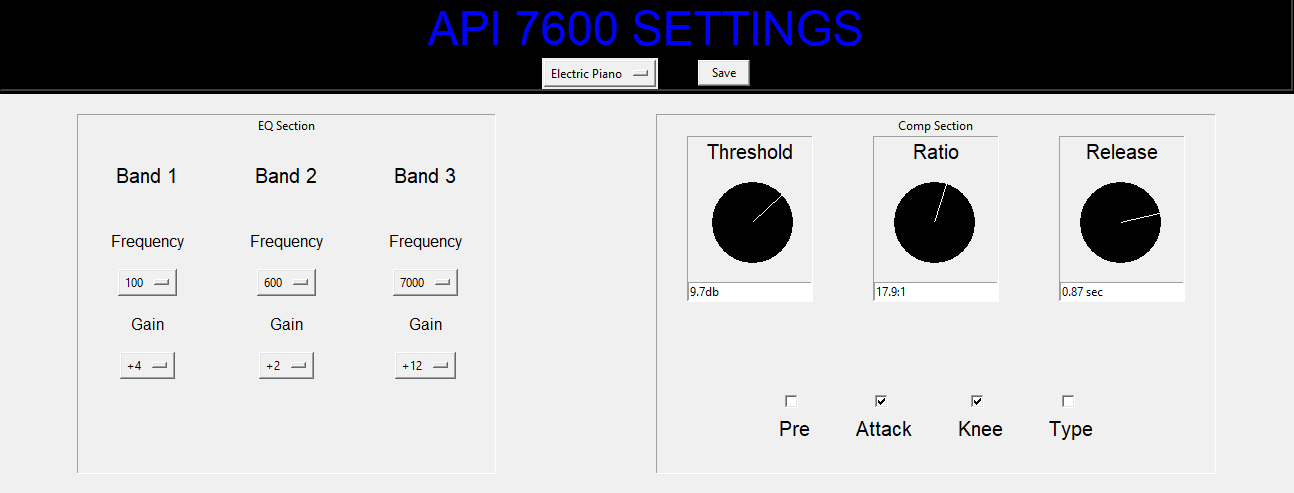 API 7600 SETTINGS
Electric Piano Save
EQ Section
Band 1 Band 2 Band 3
Frequency Frequency Frequency
100 600 7000
Gain Gain Gain
+4 +2 +12
Comp Section
Threshold Ratio Release
9.7db 17.9:1 0.87 sec
Pre Attack Knee Type